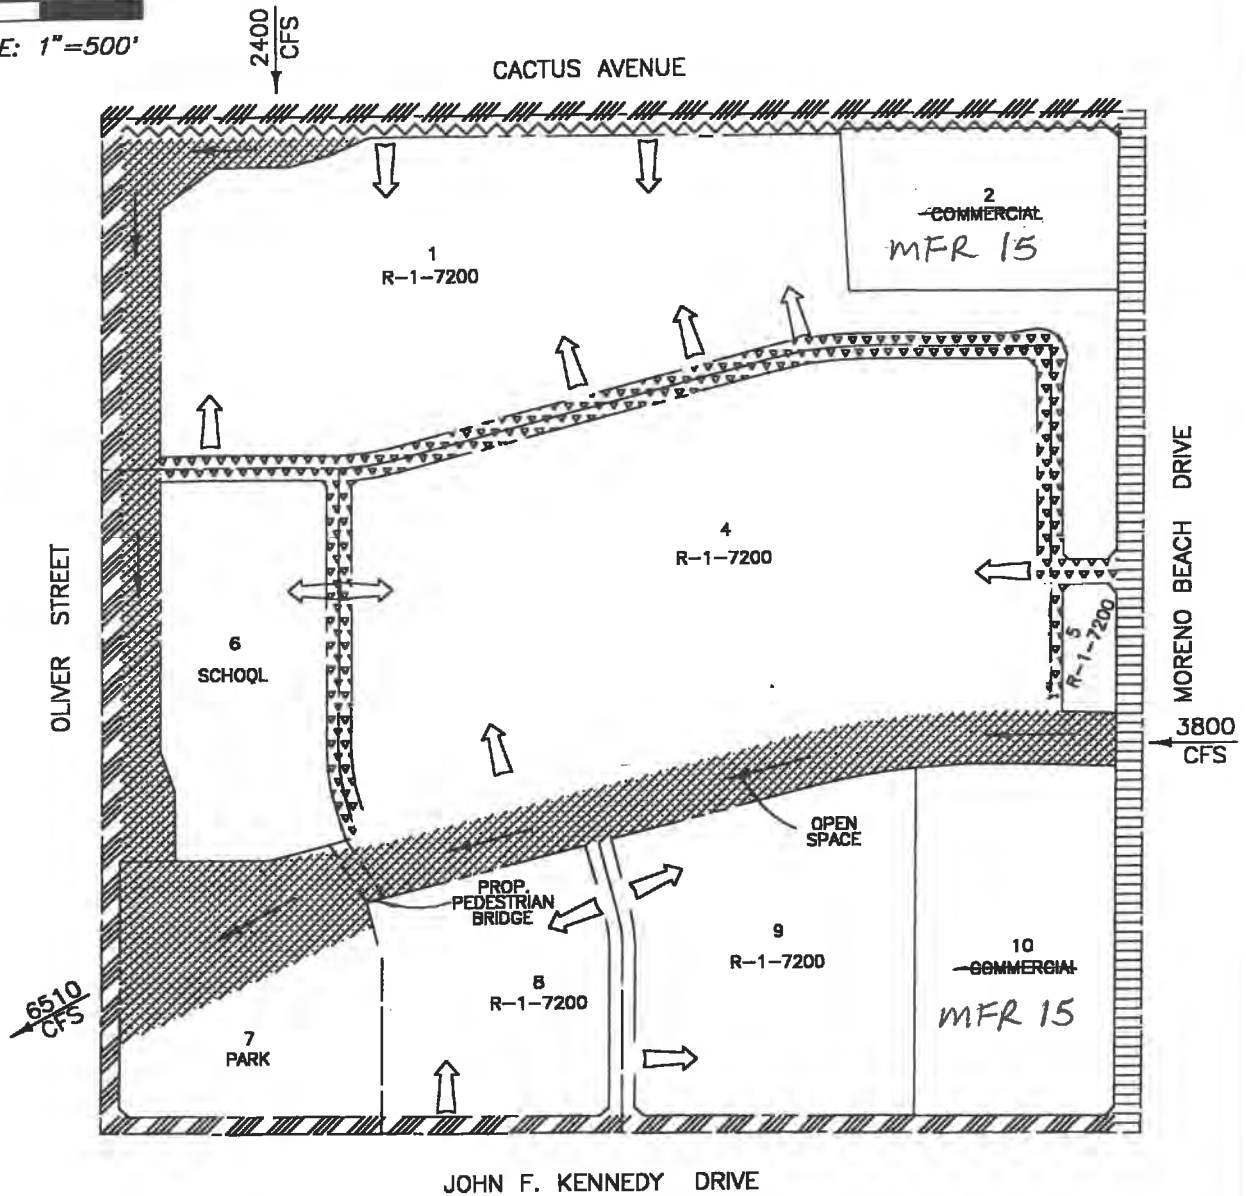 E: 1"=500'
2400
CFS
CACTUS AVENUE
2
COMMERCIAL
MFR 15
1
R-1-7200
4
R-1-7200
MORENO BEACH DRIVE
OLIVER STREET
6
SCHOOL
5
R-1-7200
3800
CFS
OPEN
SPACE
PROP.
PEDESTRIAN
BRIDGE
9
R-1-7200
10
COMMERCIAL
MFR 15
8
R-1-7200
6510
CFS
7
PARK
JOHN F. KENNEDY DRIVE